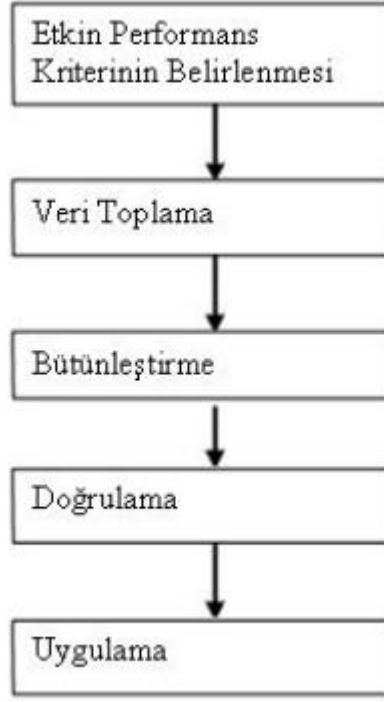 Etkin Performans
Kriterinin Belirlenmesi
Veri Toplama
Bütünleştirme
Doğrulama
Uygulama